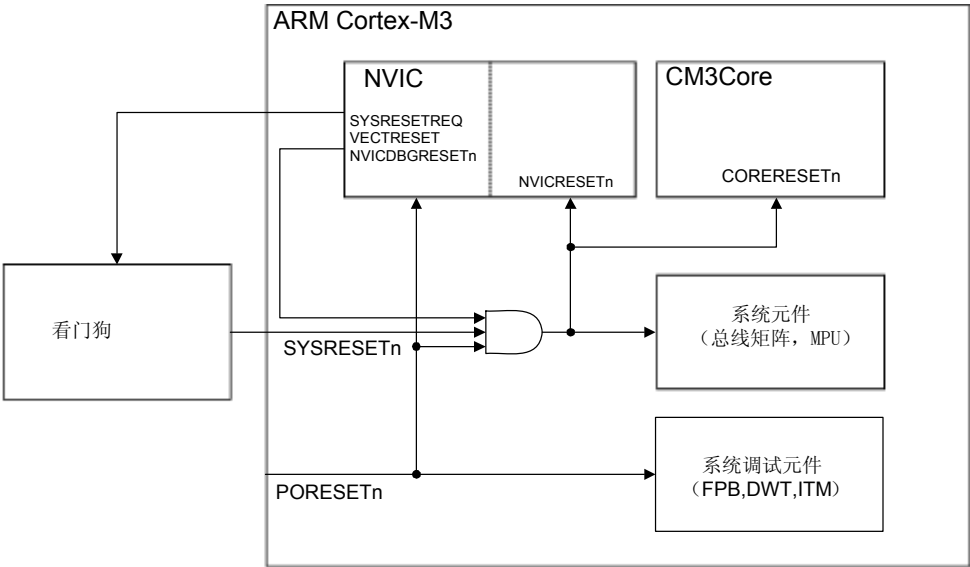 ARM Cortex-M3
NVIC
CM3Core
SYSRESETREQ
VECTRESET
NVICDBGRESETn
NVICRESETn
CORERESETn
看门狗
系统元件
（总线矩阵，MPU）
SYSRESETn
系统调试元件
（FPB,DWT,ITM）
PORESETn